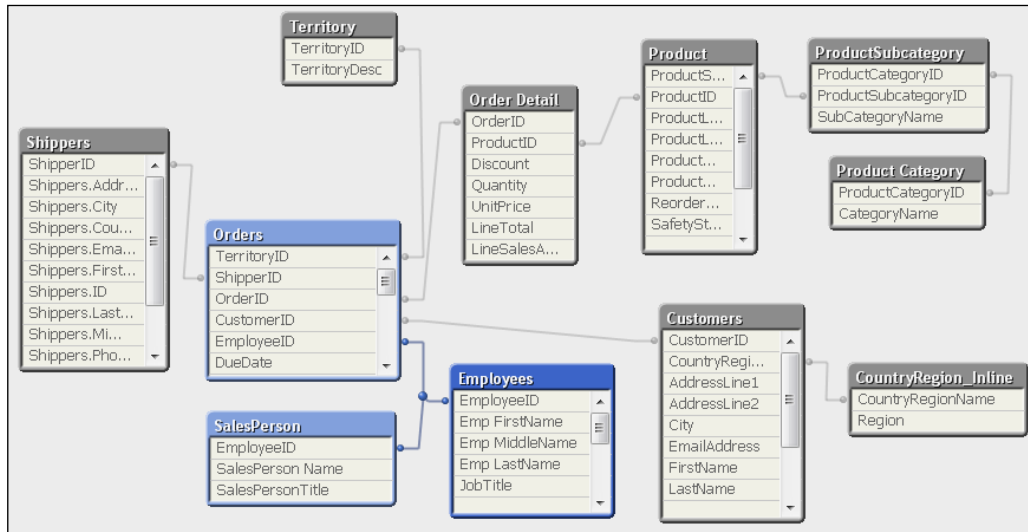 Territory
TerritoryID
TerritoryDesc
Shippers
ShipperID
Shippers.Addr...
Shippers.City
Shippers.Cou...
Shippers.Ema...
Shippers.First...
Shippers.ID
Shippers.Last...
Shippers.Mi...
Shippers.Pho...
Orders
TerritoryID
ShipperID
OrderID
CustomerID
EmployeeID
DueDate
SalesPerson
EmployeeID
SalesPerson Name
SalesPersonTitle
Order Detail
OrderID
ProductID
Discount
Quantity
UnitPrice
LineTotal
LineSalesA...
Employees
EmployeeID
Emp FirstName
Emp MiddleName
Emp LastName
JobTitle
Product
ProductS...
ProductID
ProductL...
ProductL...
Product...
Product...
Reorder...
SafetySt...
Customers
CustomerID
CountryRegi...
AddressLine1
AddressLine2
City
EmailAddress
FirstName
LastName
ProductSubcategory
ProductCategoryID
ProductSubcategoryID
SubCategoryName
Product Category
ProductCategoryID
CategoryName
CountryRegion_Inline
CountryRegionName
Region